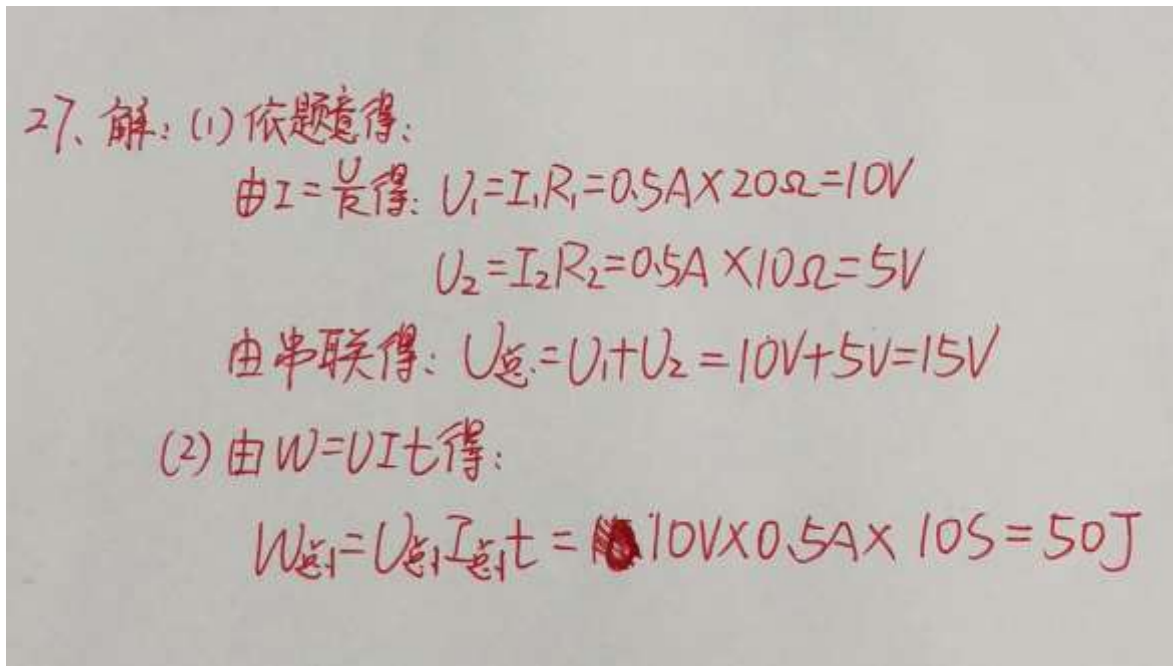 27、解:(1)依题意得:
由I=U/R得: U₁=I₁R₁=0.5A×20Ω=10V
U₂=I₂R₂=0.5A×10Ω=5V
由串联得: U总=U₁+U₂=10V+5V=15V
(2)由W=UIt得:
W总1=U总1I总1t=10V×0.5A×10S=50J